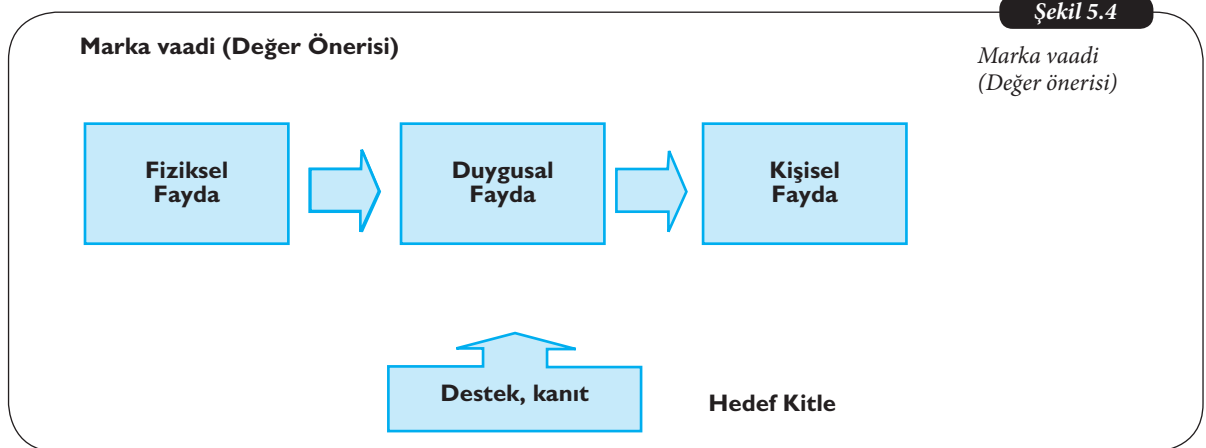 Şekil 5.4
Marka vaadi (Değer Önerisi)
Marka vaadi
(Değer önerisi)
Fiziksel
Fayda
Duygusal
Fayda
Kişisel
Fayda
Destek, kanıt
Hedef Kitle